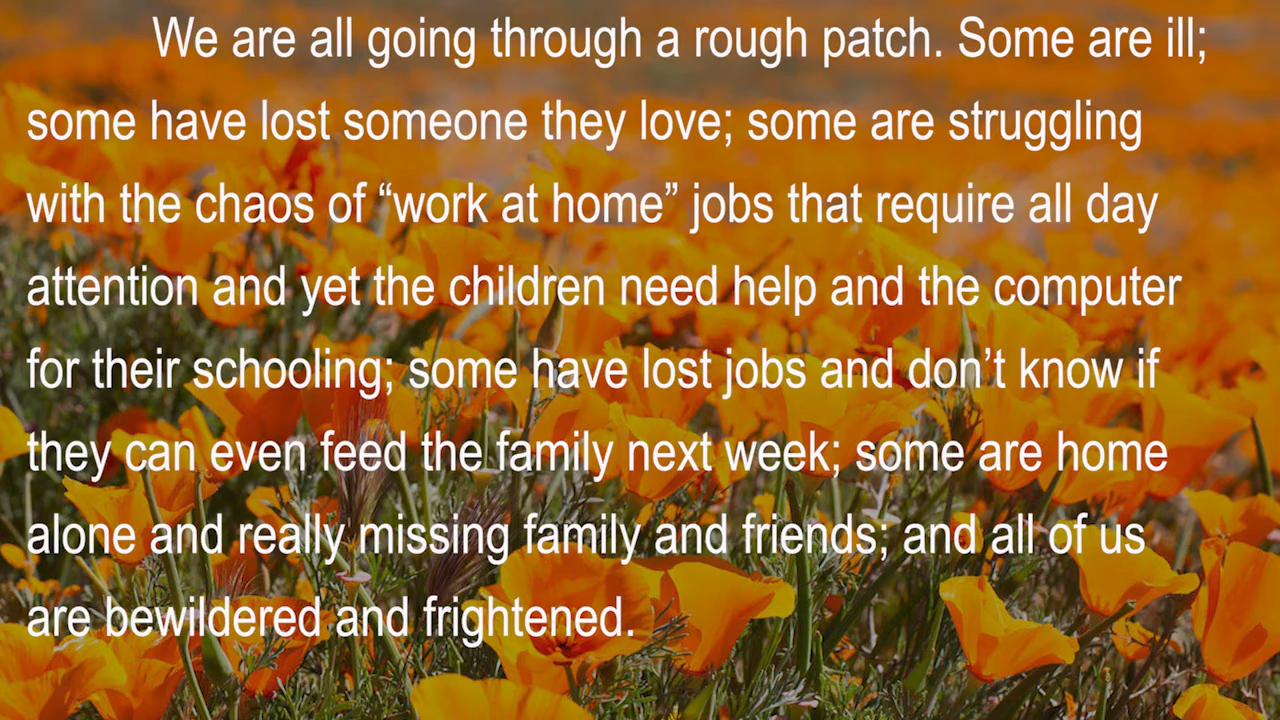 We are all going through a rough patch. Some are ill;
some have lost someone they love; some are struggling
with the chaos of “work at home” jobs that require all day
attention and yet the children need help and the computer
for their schooling; some have lost jobs and don’t know if
they can even feed the family next week; some are home
alone and really missing family and friends; and all of us
are bewildered and frightened.